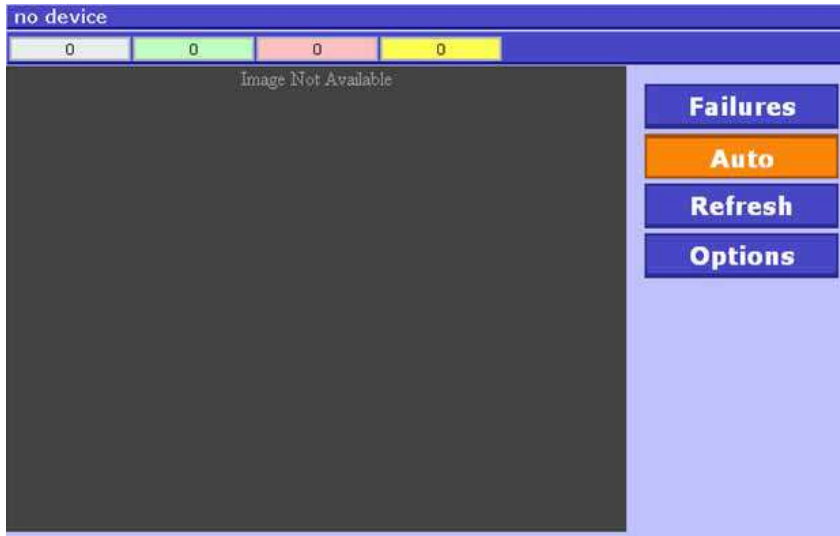 no device
0 0 0 0
Image Not Available
Failures
Auto
Refresh
Options